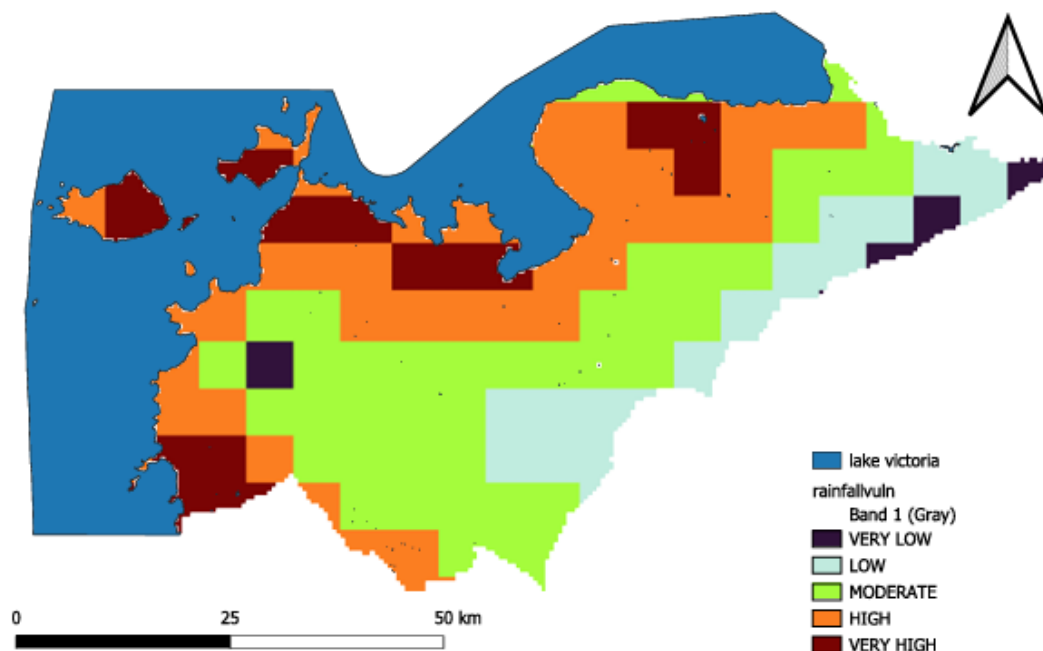 lake victoria
rainfallvuln
Band 1 (Gray)
VERY LOW
LOW
MODERATE
HIGH
VERY HIGH
0 25 50 km